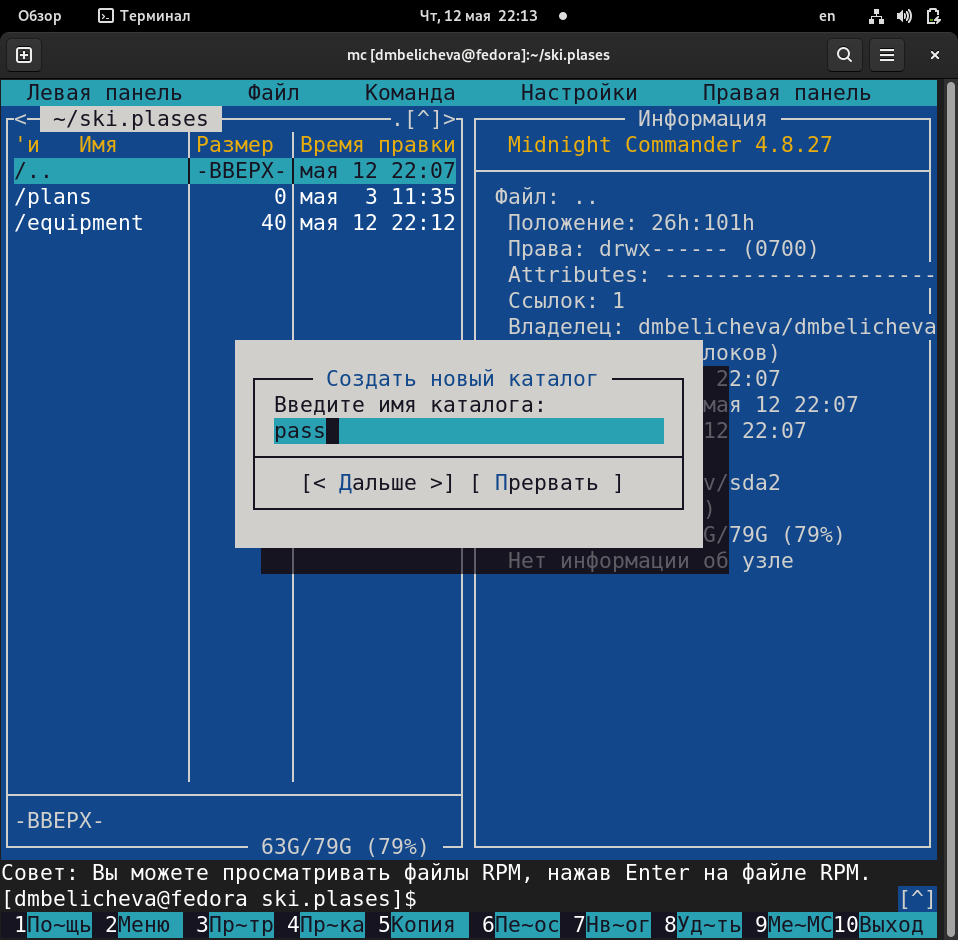 Обзор Терминал Чт, 12 мая 22:13 en
mc [dmbelicheva@fedora]:~/ski.plases
Левая панель Файл Команда Настройки Правая панель
<- ~/ski.plases .[^]> Информация
'и Имя Размер Время правки Midnight Commander 4.8.27
/.. -ВВЕРХ- мая 12 22:07
/plans 0 мая 3 11:35 Файл: ..
/equipment 40 мая 12 22:12 Положение: 26h:101h
Права: drwx------ (0700)
Attributes: ---------------------
Ссылок: 1
Владелец: dmbelicheva/dmbelicheva
локов)
Создать новый каталог 22:07
Введите имя каталога: мая 12 22:07
pass 12 22:07
[< Дальше >] [ Прервать ] v/sda2
)
G/79G (79%)
Нет информации об узле
-ВВЕРХ-
63G/79G (79%)
Совет: Вы можете просматривать файлы RPM, нажав Enter на файле RPM.
[dmbelicheva@fedora ski.plases]$ [^]
1По~щь 2Меню 3Пр~тр 4Пр~ка 5Копия 6Пе~ос 7Нв~ог 8Уд~ть 9Ме~МС10Выход